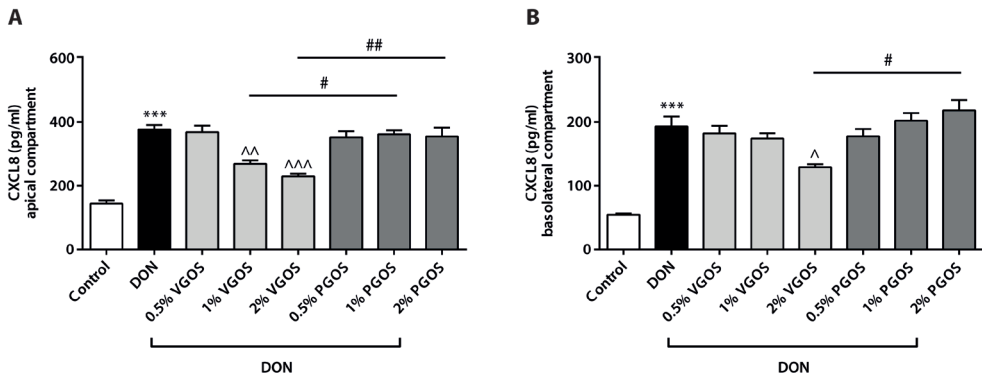 A
CXCL8 (pg/ml)
apical compartment
600
400
200
0
##
#
***
^^
^^^
Control
DON
0.5% VGOS
1% VGOS
2% VGOS
0.5% PGOS
1% PGOS
2% PGOS
DON
B
CXCL8 (pg/ml)
basolateral compartment
300
200
100
0
#
***
^
Control
DON
0.5% VGOS
1% VGOS
2% VGOS
0.5% PGOS
1% PGOS
2% PGOS
DON